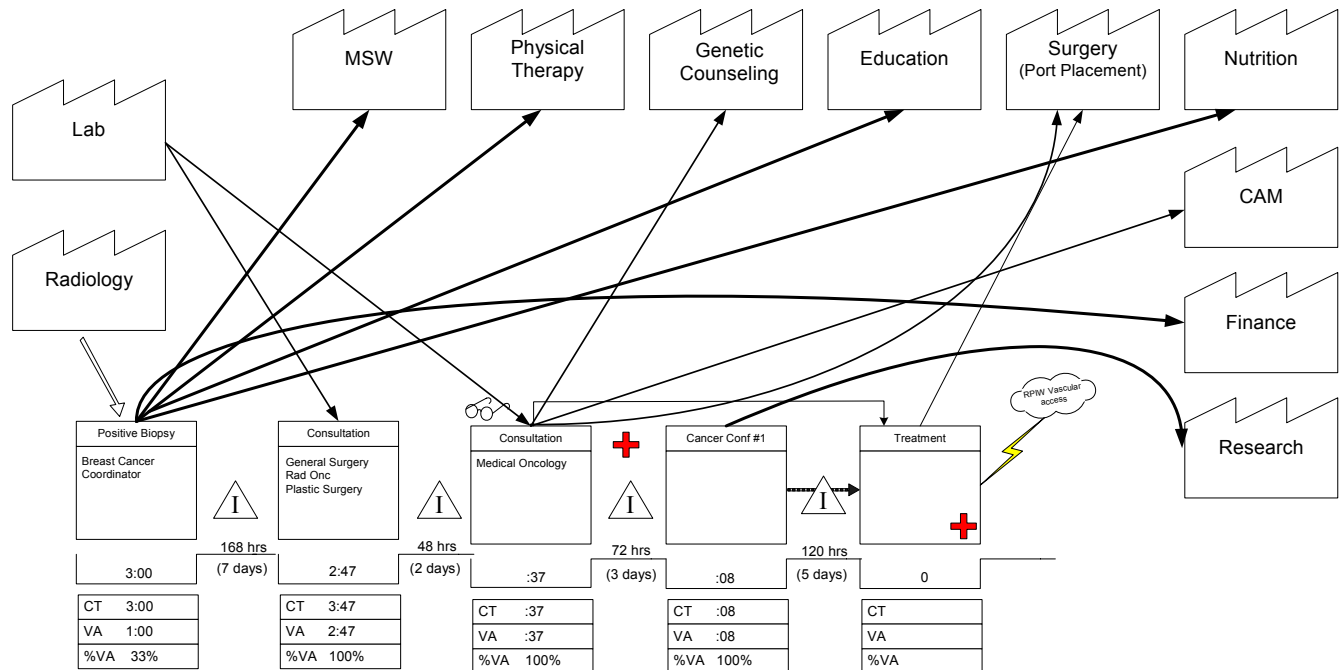 MSW
Physical
Therapy
Genetic
Counseling
Education
Surgery
(Port Placement)
Nutrition
Lab
CAM
Radiology
Finance
RPIW Vascular
access
Research
Positive Biopsy
Breast Cancer
Coordinator
Consultation
General Surgery
Rad Onc
Plastic Surgery
Consultation
Medical Oncology
Cancer Conf #1
Treatment
I
I
I
I
168 hrs
(7 days)
48 hrs
(2 days)
72 hrs
(3 days)
120 hrs
(5 days)
3:00
2:47
:37
:08
0
CT 3:00
VA 1:00
%VA 33%
CT 3:47
VA 2:47
%VA 100%
CT :37
VA :37
%VA 100%
CT :08
VA :08
%VA 100%
CT
VA
%VA